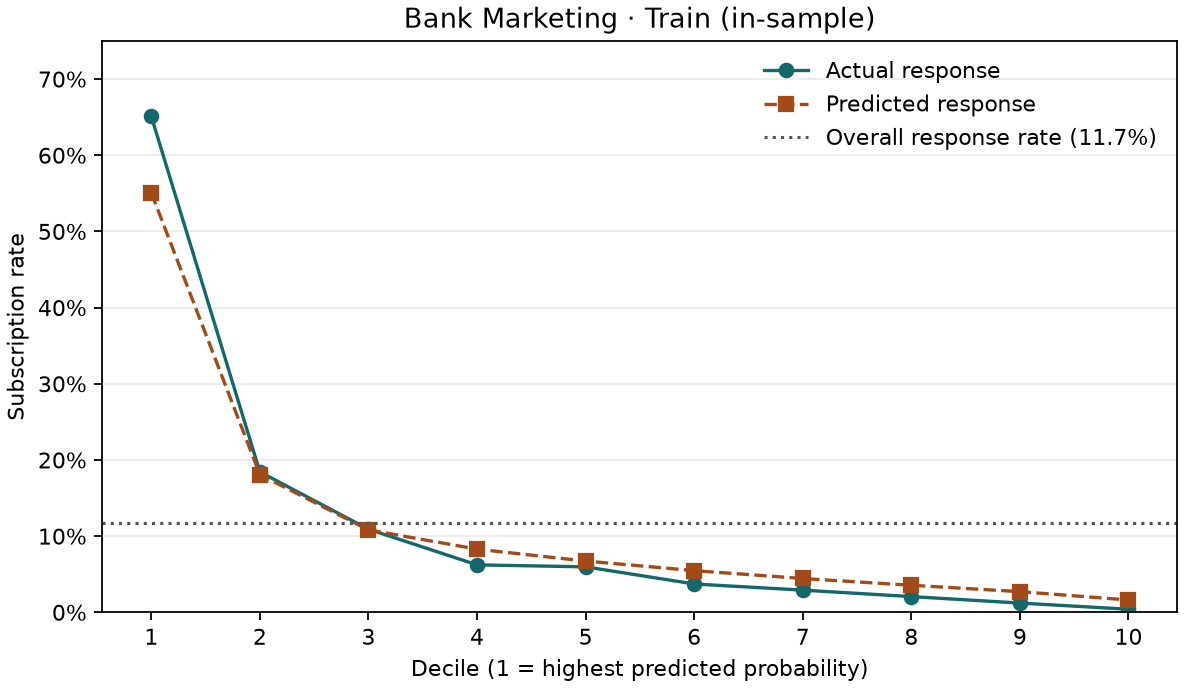 Bank Marketing · Train (in-sample)
Actual response
Predicted response
Overall response rate (11.7%)
Subscription rate
70%
60%
50%
40%
30%
20%
10%
0%
1 2 3 4 5 6 7 8 9 10
Decile (1 = highest predicted probability)